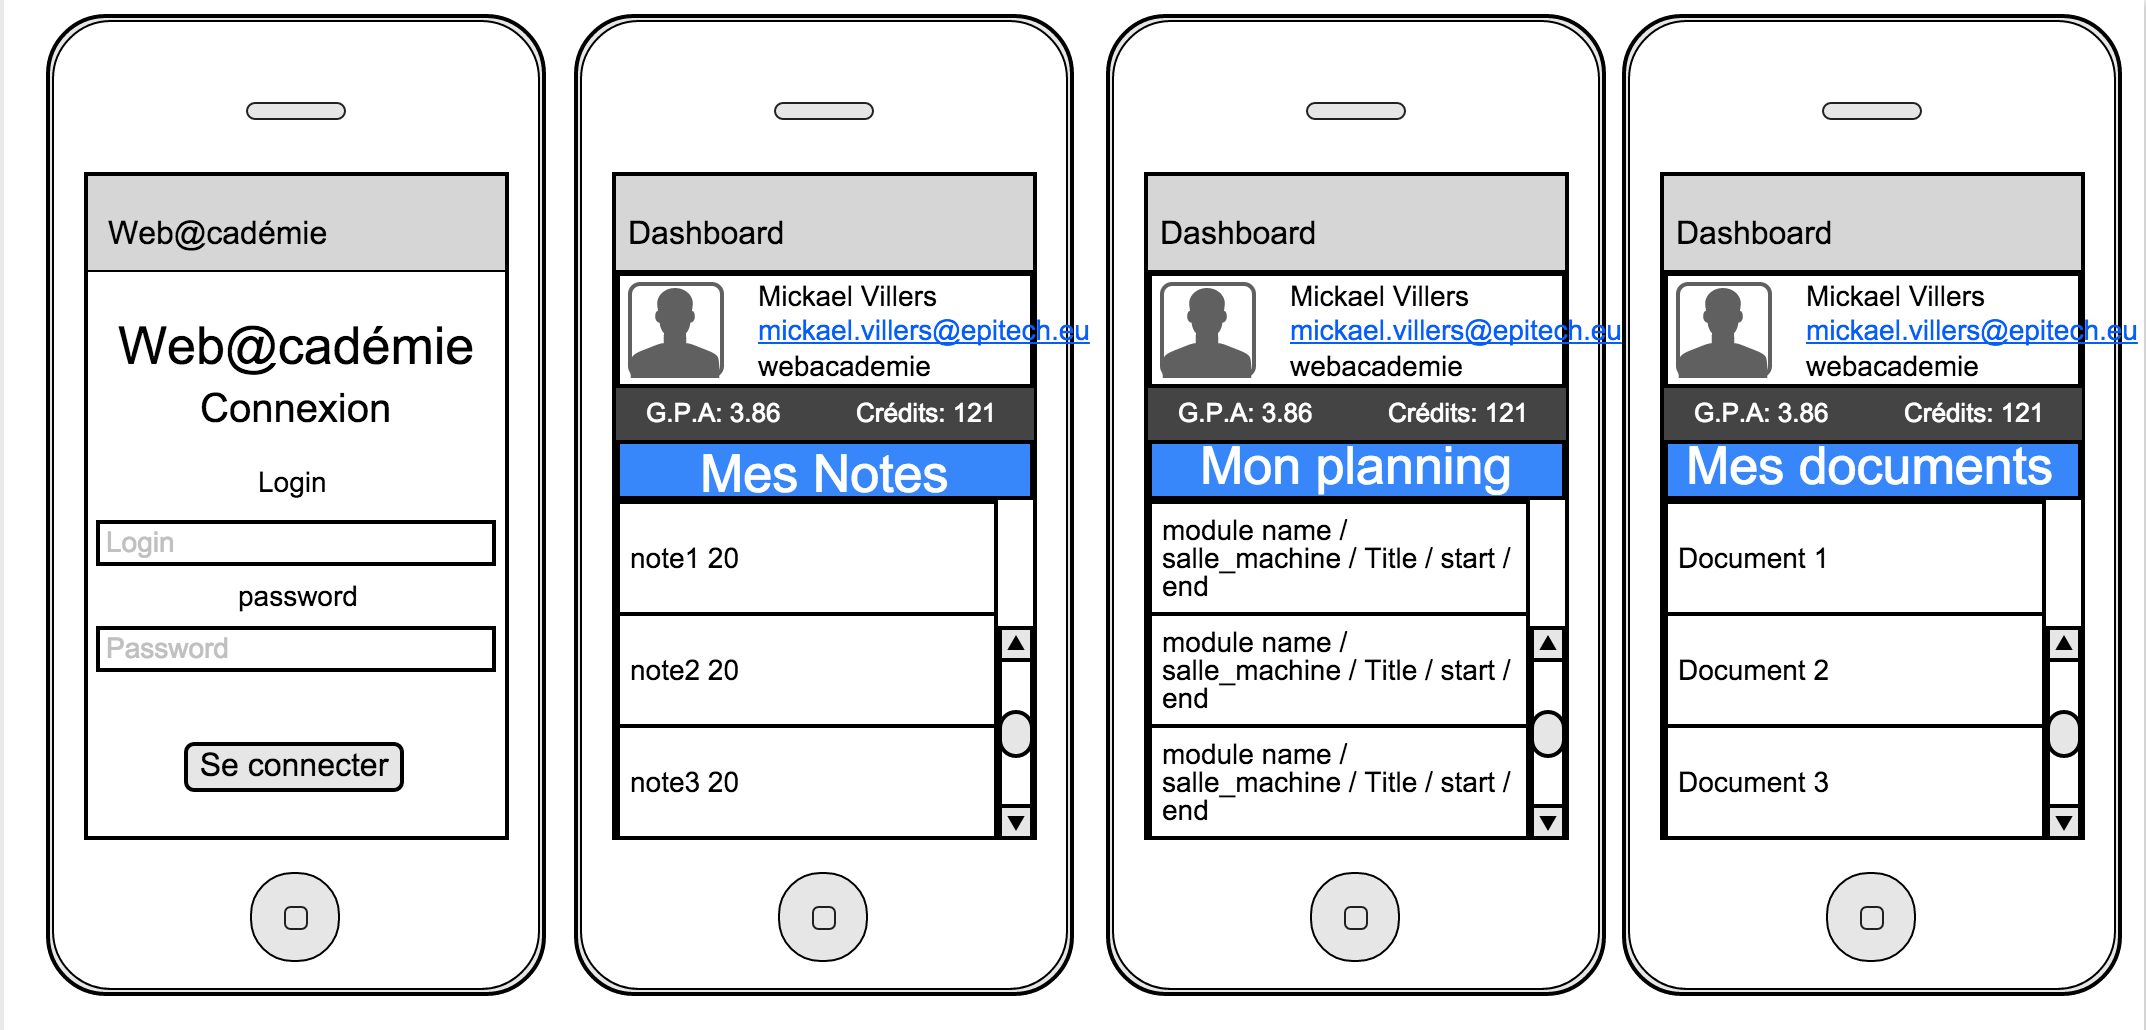 Web@cadémie
Web@cadémie
Connexion
Login
Login
password
Password
Se connecter
Dashboard
Mickael Villers
mickael.villers@epitech.eu
webacademie
G.P.A: 3.86 Crédits: 121
Mes Notes
note1 20
note2 20
note3 20
Dashboard
Mickael Villers
mickael.villers@epitech.eu
webacademie
G.P.A: 3.86 Crédits: 121
Mon planning
module name /
salle_machine / Title / start /
end
module name /
salle_machine / Title / start /
end
module name /
salle_machine / Title / start /
end
Dashboard
Mickael Villers
mickael.villers@epitech.eu
webacademie
G.P.A: 3.86 Crédits: 121
Mes documents
Document 1
Document 2
Document 3